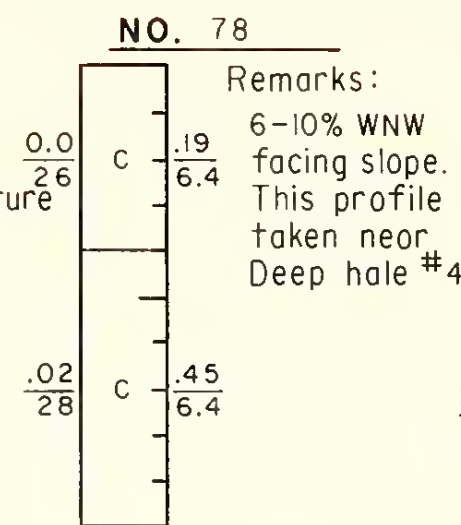 NO. 78
Remarks:
6-10% WNW
facing slope.
This profile
taken neor
Deep hale #4
0.0
26
C
.19
6.4
ture
.02
28
C
.45
6.4